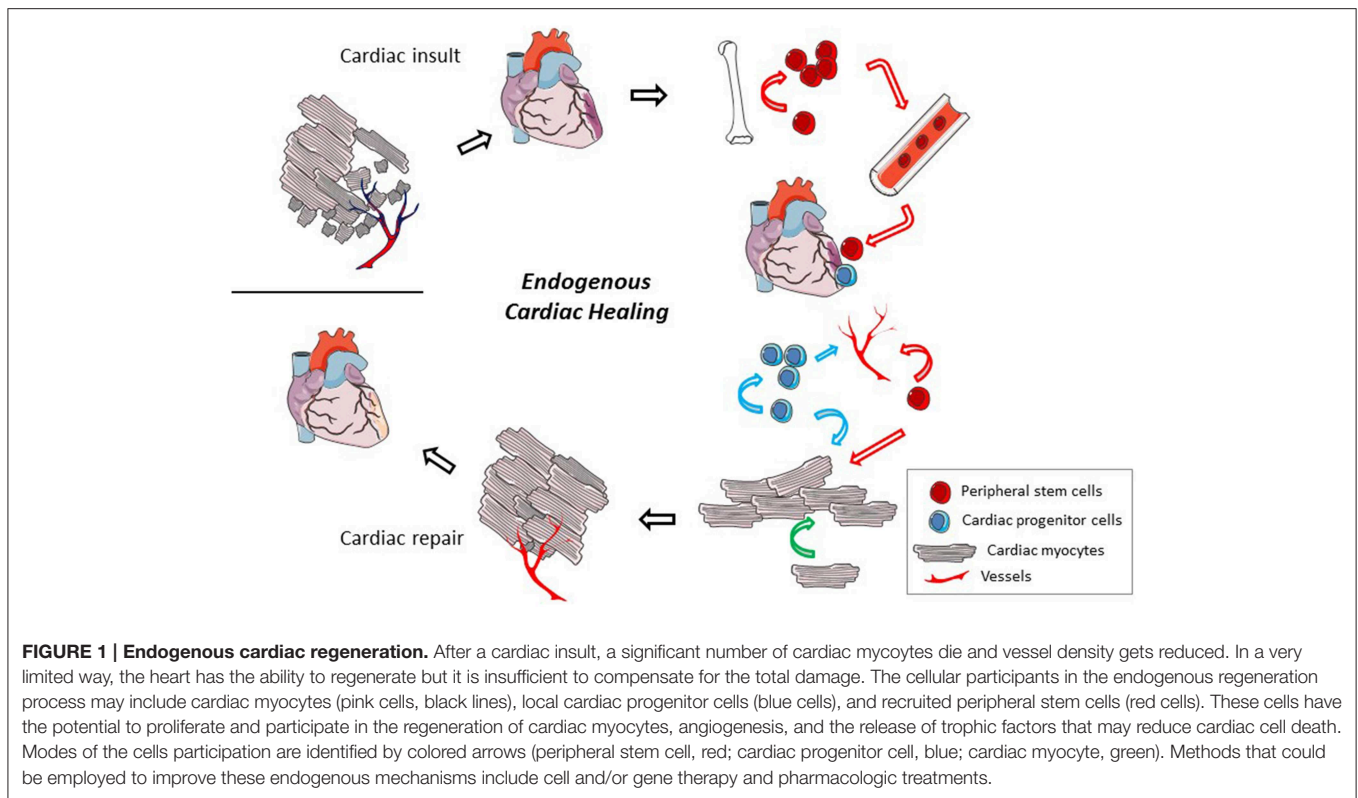 Cardiac insult
Endogenous
Cardiac Healing
Cardiac repair
Peripheral stem cells
Cardiac progenitor cells
Cardiac myocytes
Vessels
FIGURE 1 | Endogenous cardiac regeneration. After a cardiac insult, a significant number of cardiac mycoytes die and vessel density gets reduced. In a very
limited way, the heart has the ability to regenerate but it is insufficient to compensate for the total damage. The cellular participants in the endogenous regeneration
process may include cardiac myocytes (pink cells, black lines), local cardiac progenitor cells (blue cells), and recruited peripheral stem cells (red cells). These cells have
the potential to proliferate and participate in the regeneration of cardiac myocytes, angiogenesis, and the release of trophic factors that may reduce cardiac cell death.
Modes of the cells participation are identified by colored arrows (peripheral stem cell, red; cardiac progenitor cell, blue; cardiac myocyte, green). Methods that could
be employed to improve these endogenous mechanisms include cell and/or gene therapy and pharmacologic treatments.